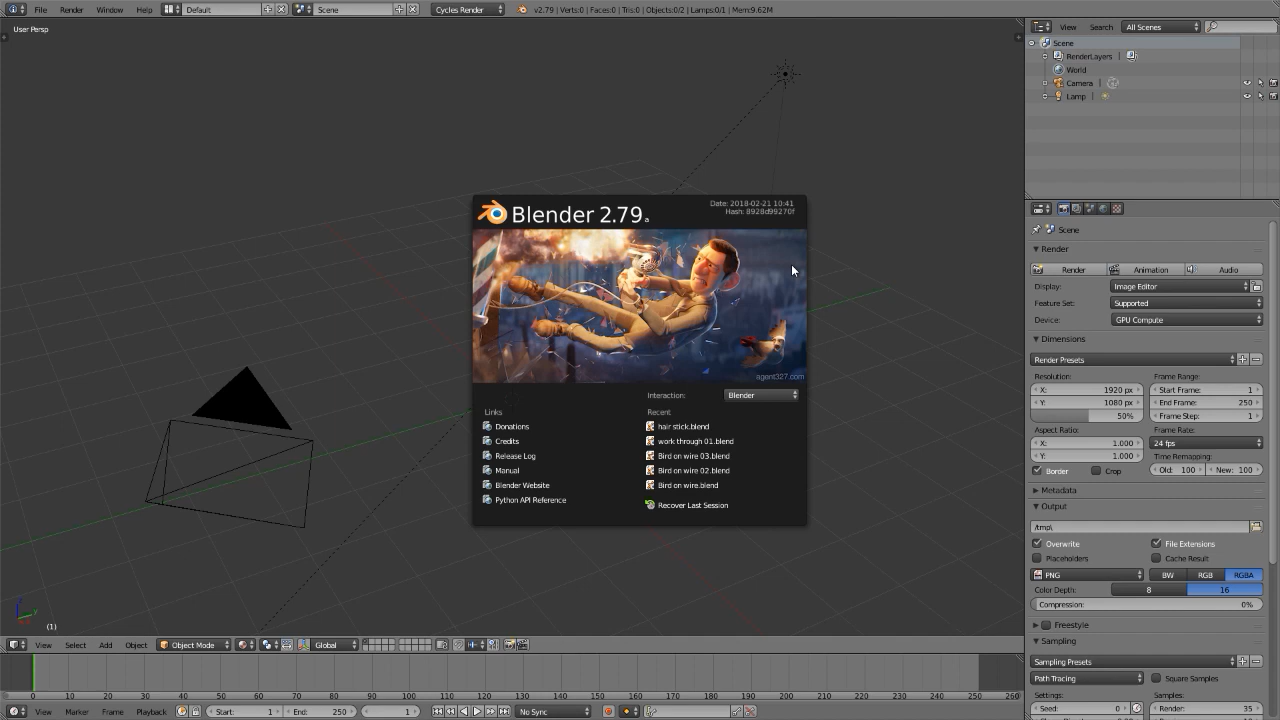 File Render Window Help Default Scene Cycles Render v2.79 | Verts:0 | Faces:0 | Tris:0 | Objects:0/2 | Lamps:0/1 | Mem:9.62M
User Persp
View Search All Scenes
Scene
RenderLayers
World
Camera
Lamp
Blender 2.79a
Date: 2018-02-21 10:41
Hash: 8928d99270f
agent327.com
Interaction: Blender
Links Recent
Donations hair stick.blend
Credits work through 01.blend
Release Log Bird on wire 03.blend
Manual Bird on wire 02.blend
Blender Website Bird on wire.blend
Python API Reference Recover Last Session
Scene
Render
Render Animation Audio
Display: Image Editor
Feature Set: Supported
Device: GPU Compute
Dimensions
Render Presets
Resolution: Frame Range:
X: 1920 px Start Frame: 1
Y: 1080 px End Frame: 250
50% Frame Step: 1
Aspect Ratio: Frame Rate:
X: 1.000 24 fps
Y: 1.000 Time Remapping:
Border Crop Old: 100 New: 100
Metadata
Output
/tmp\
Overwrite File Extensions
Placeholders Cache Result
PNG BW RGB RGBA
Color Depth: 8 16
Compression: 0%
Freestyle
Sampling
Sampling Presets
Path Tracing Square Samples
Settings: Samples:
Seed: 0 Render: 35
(1)
View Select Add Object Object Mode Global
0 10 20 30 40 50 60 70 80 90 100 110 120 130 140 150 160 170 180 190 200 210 220 230 240 250 260
View Marker Frame Playback Start: 1 End: 250 1 No Sync